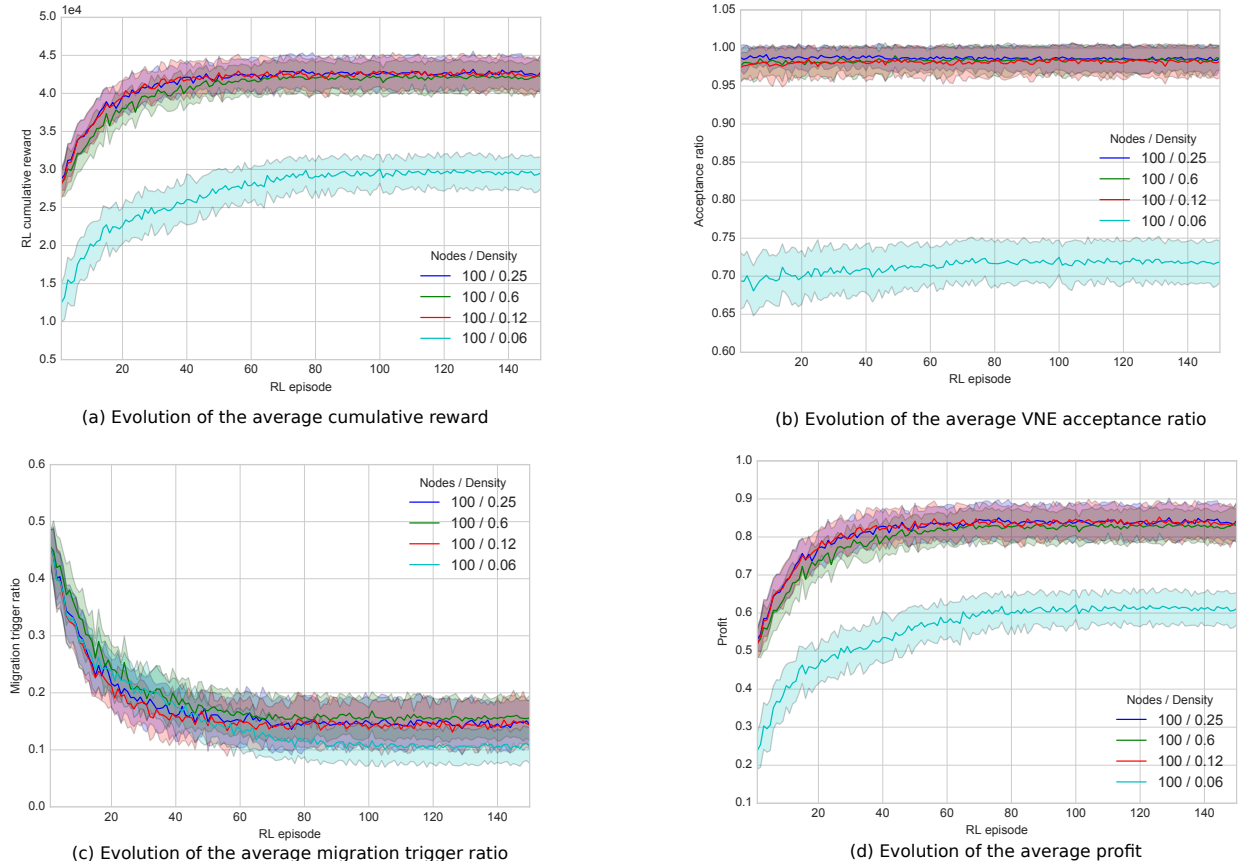 1e4
5.0
4.5
4.0
3.5
3.0
2.5
2.0
1.5
1.0
0.5
20 40 60 80 100 120 140
RL cumulative reward
RL episode
Nodes / Density
100 / 0.25
100 / 0.6
100 / 0.12
100 / 0.06
(a) Evolution of the average cumulative reward
1.05
1.00
0.95
0.90
0.85
0.80
0.75
0.70
0.65
0.60
20 40 60 80 100 120 140
Acceptance ratio
RL episode
Nodes / Density
100 / 0.25
100 / 0.6
100 / 0.12
100 / 0.06
(b) Evolution of the average VNE acceptance ratio
0.6
0.5
0.4
0.3
0.2
0.1
0.0
20 40 60 80 100 120 140
Migration trigger ratio
RL episode
Nodes / Density
100 / 0.25
100 / 0.6
100 / 0.12
100 / 0.06
(c) Evolution of the average migration trigger ratio
1.0
0.9
0.8
0.7
0.6
0.5
0.4
0.3
0.2
0.1
20 40 60 80 100 120 140
Profit
RL episode
Nodes / Density
100 / 0.25
100 / 0.6
100 / 0.12
100 / 0.06
(d) Evolution of the average profit